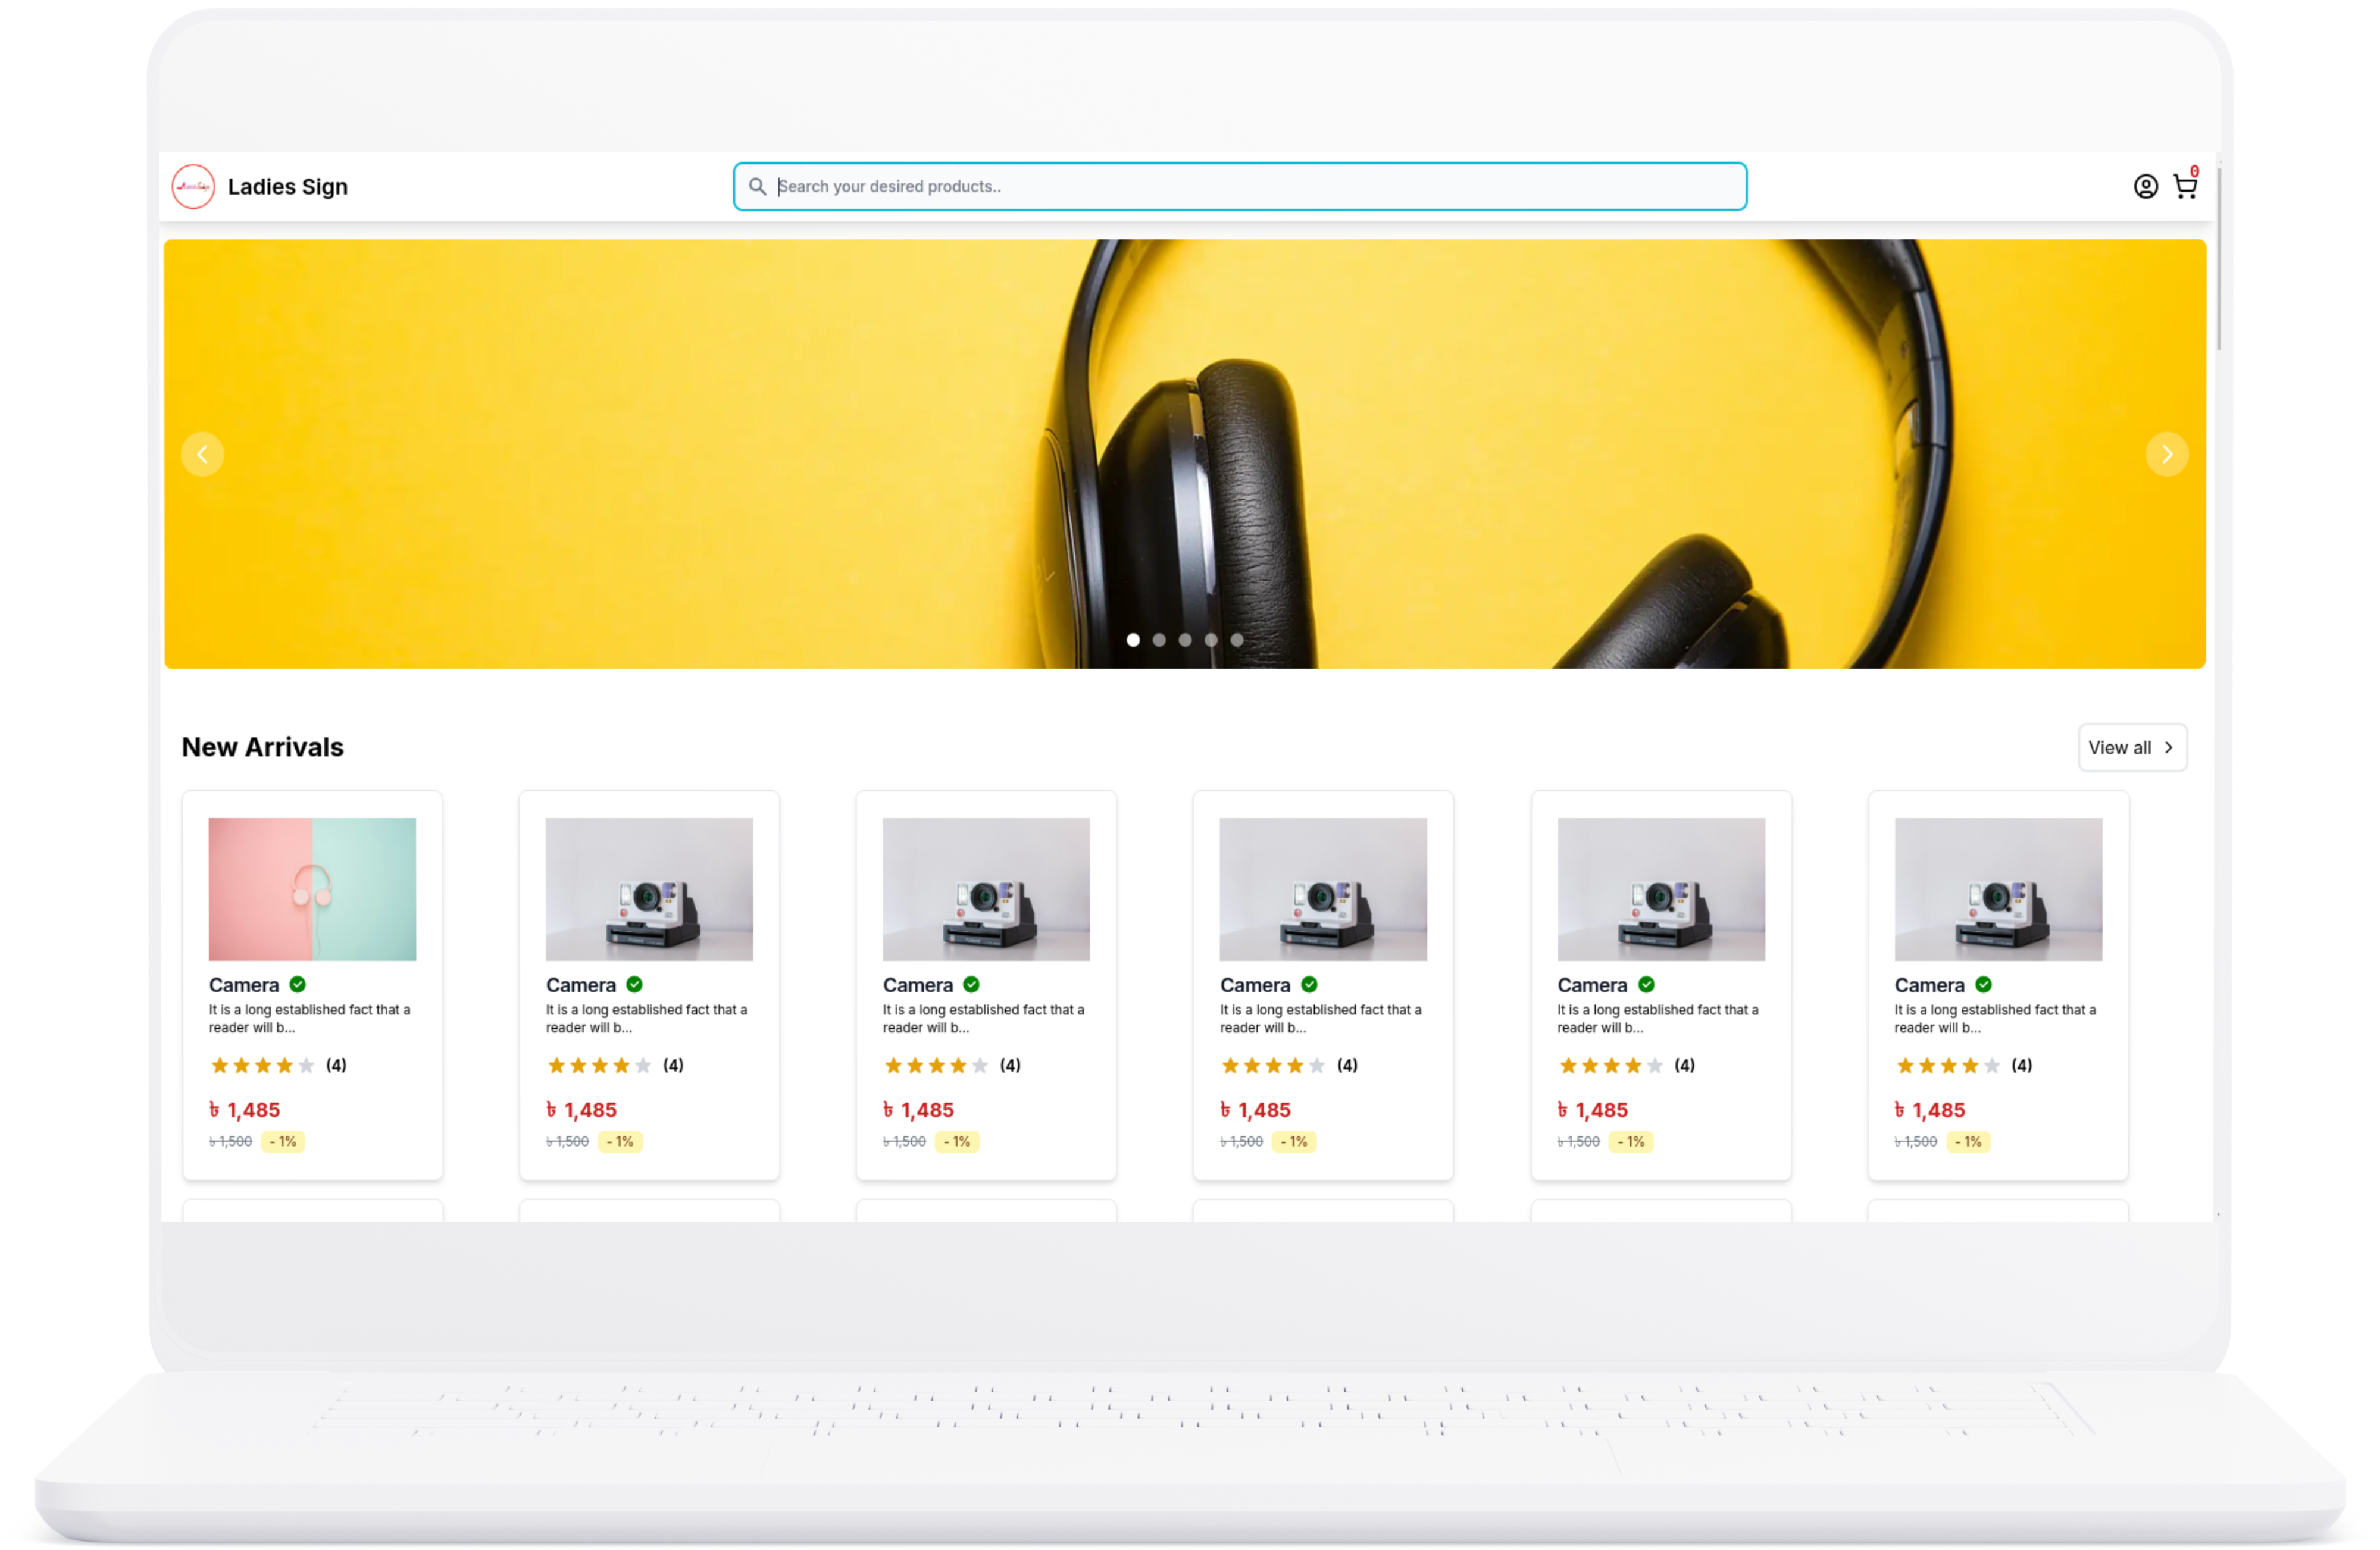 Ladies Sign
Search your desired products..
0
New Arrivals
View all
Camera
It is a long established fact that a
reader will b...
(4)
৳ 1,485
৳ 1,500 - 1%
Camera
It is a long established fact that a
reader will b...
(4)
৳ 1,485
৳ 1,500 - 1%
Camera
It is a long established fact that a
reader will b...
(4)
৳ 1,485
৳ 1,500 - 1%
Camera
It is a long established fact that a
reader will b...
(4)
৳ 1,485
৳ 1,500 - 1%
Camera
It is a long established fact that a
reader will b...
(4)
৳ 1,485
৳ 1,500 - 1%
Camera
It is a long established fact that a
reader will b...
(4)
৳ 1,485
৳ 1,500 - 1%